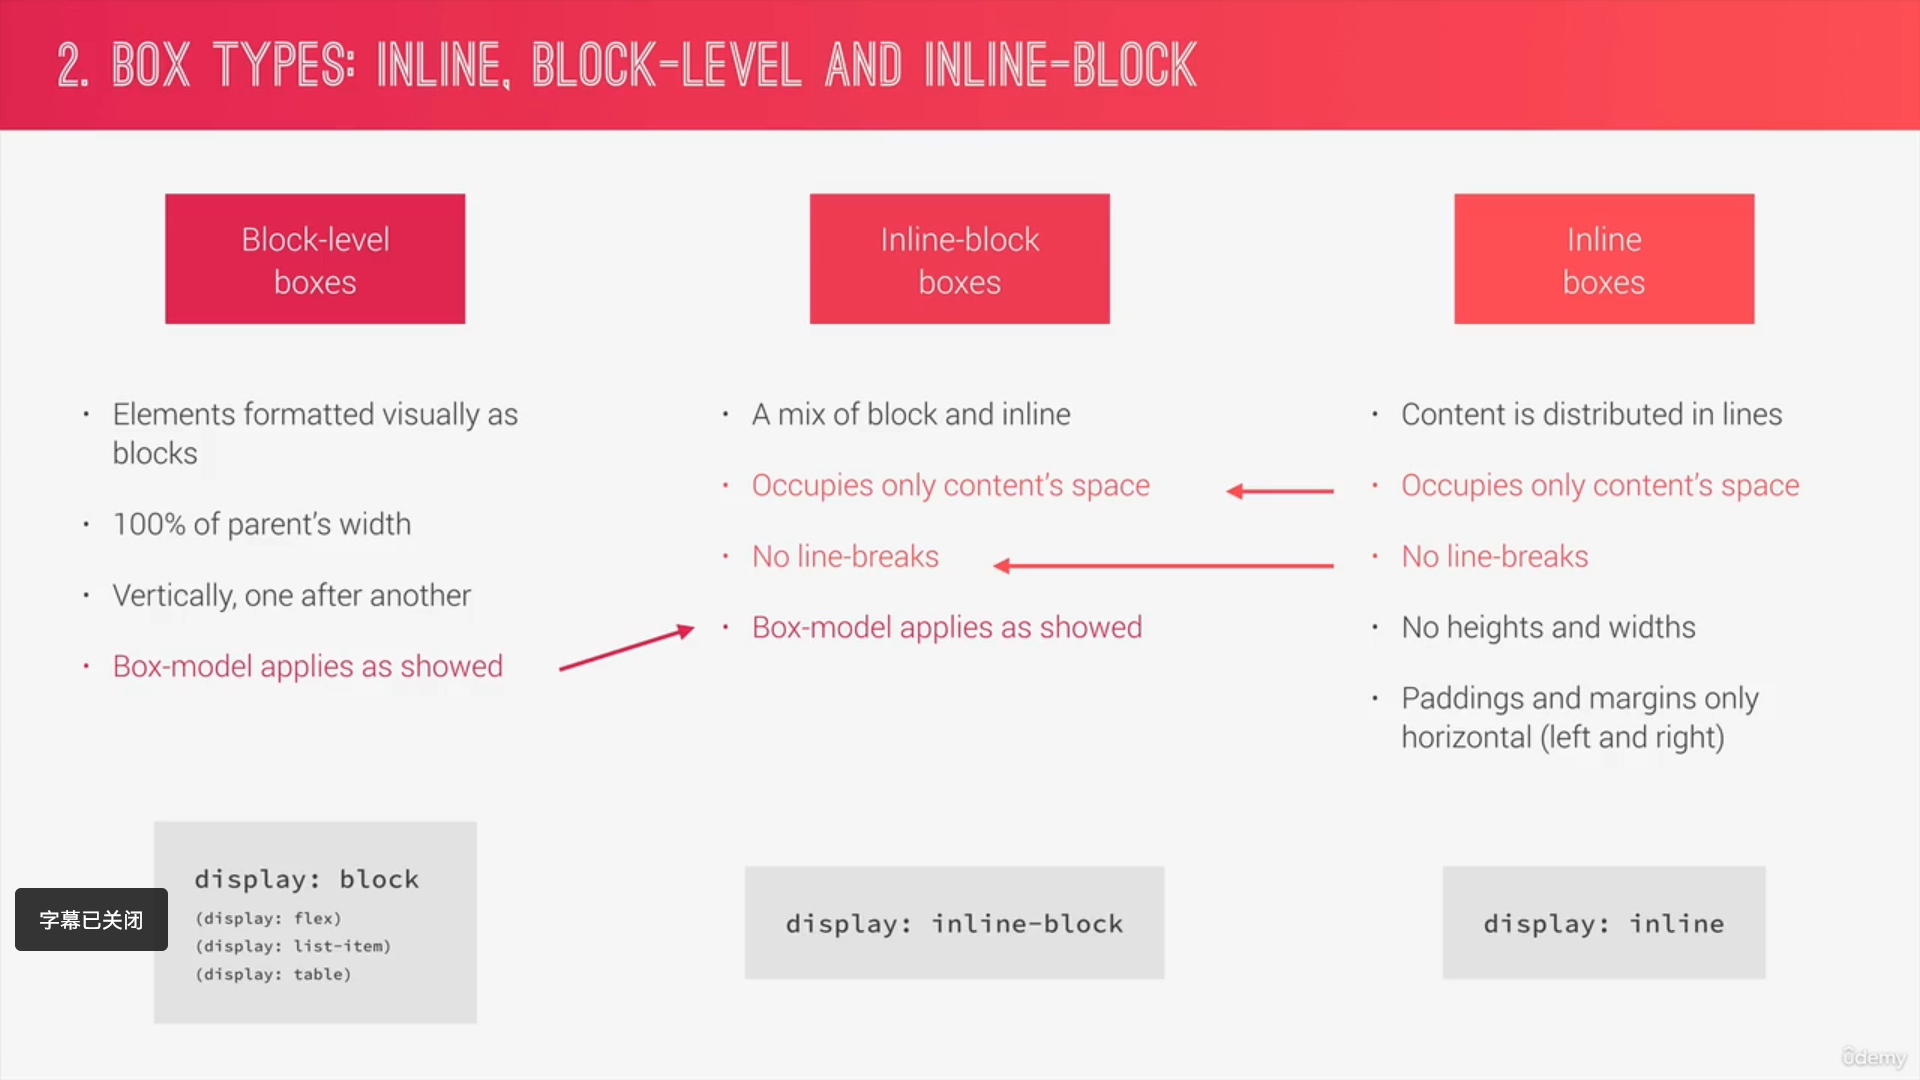 2. BOX TYPES: INLINE, BLOCK-LEVEL AND INLINE-BLOCK
Block-level
boxes
• Elements formatted visually as
blocks
• 100% of parent’s width
• Vertically, one after another
• Box-model applies as showed
display: block
(display: flex)
(display: list-item)
(display: table)
Inline-block
boxes
• A mix of block and inline
• Occupies only content’s space
• No line-breaks
• Box-model applies as showed
display: inline-block
Inline
boxes
• Content is distributed in lines
• Occupies only content’s space
• No line-breaks
• No heights and widths
• Paddings and margins only
horizontal (left and right)
display: inline
字幕已关闭
ûdemy